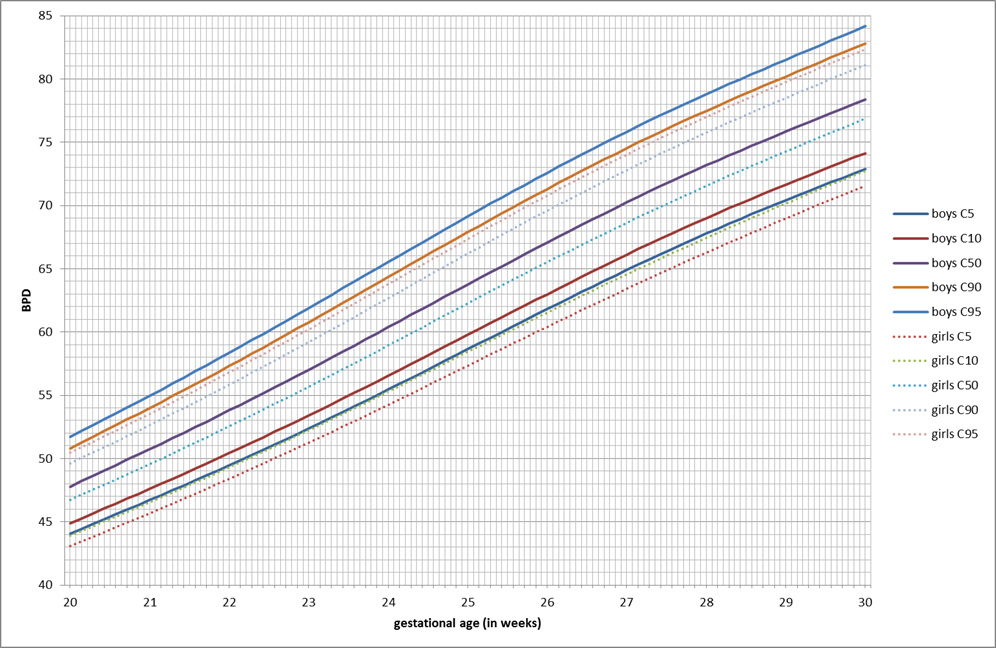 85
80
75
70
65
60
55
50
45
40
BPD
20 21 22 23 24 25 26 27 28 29 30
gestational age (in weeks)
boys C5
boys C10
boys C50
boys C90
boys C95
girls C5
girls C10
girls C50
girls C90
girls C95